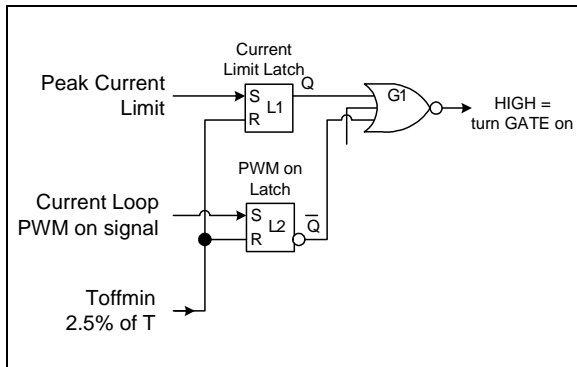 Current
Limit Latch
Peak Current
Limit
S
R
L1
Q
G1
HIGH =
turn GATE on
PWM on
Latch
Current Loop
PWM on signal
S
R
L2
Q
Toffmin
2.5% of T